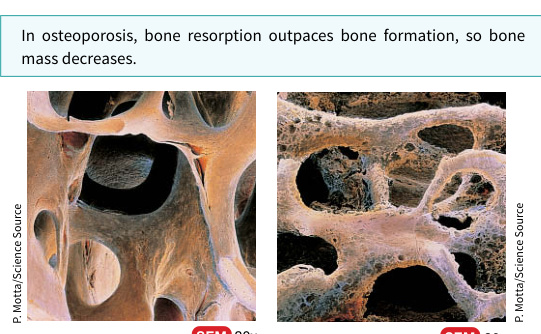 In osteoporosis, bone resorption outpaces bone formation, so bone
mass decreases.
P. Motta/Science Source
P. Motta/Science Source